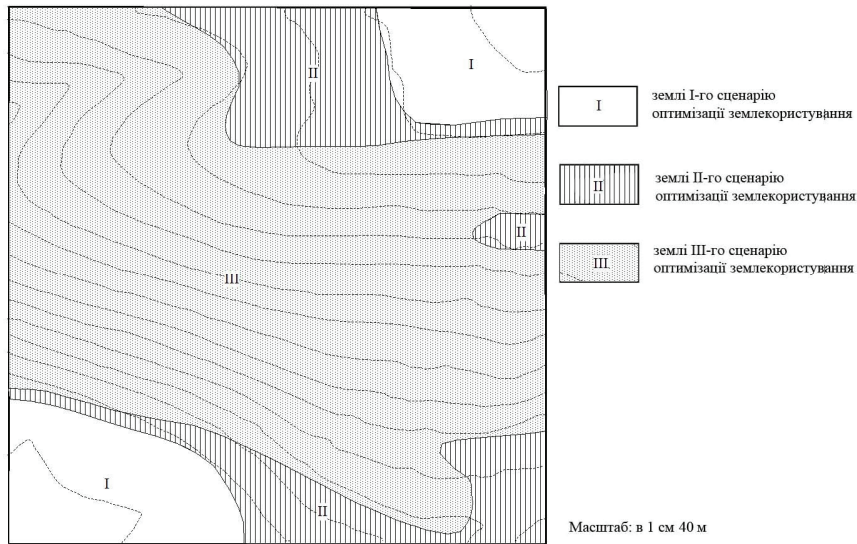 II
I
I
землі I-го сценарію
оптимізації землекористування
II
землі II-го сценарію
оптимізації землекористування
II
III
III
землі III-го сценарію
оптимізації землекористування
I
II
Масштаб: в 1 см 40 м